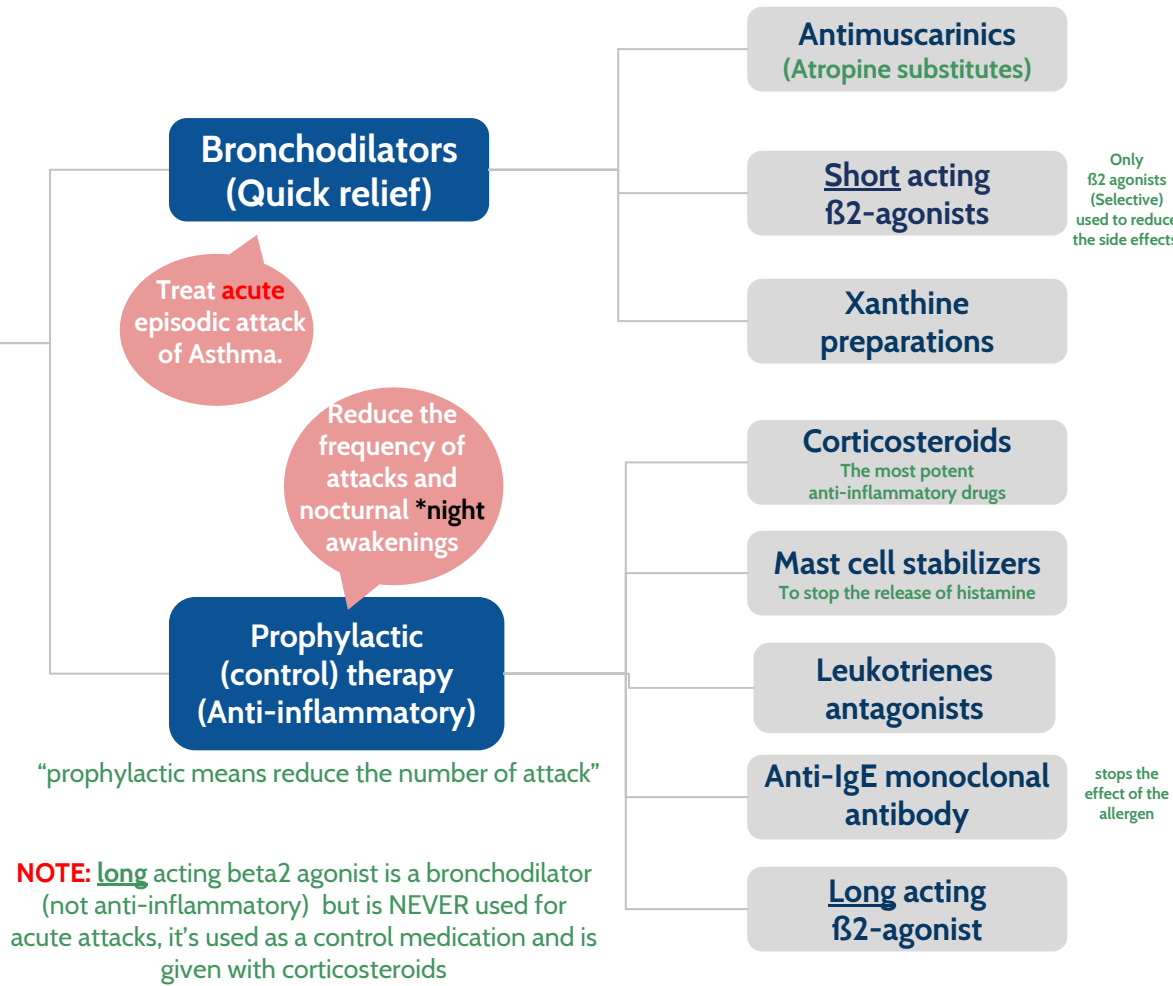 Bronchodilators
(Quick relief)
Treat acute
episodic attack
of Asthma.
Antimuscarinics
(Atropine substitutes)
Short acting
ß2-agonists
Only
ß2 agonists
(Selective)
used to reduce
the side effects
Xanthine
preparations
Reduce the
frequency of
attacks and
nocturnal *night
awakenings
Prophylactic
(control) therapy
(Anti-inflammatory)
“prophylactic means reduce the number of attack”
Corticosteroids
The most potent
anti-inflammatory drugs
Mast cell stabilizers
To stop the release of histamine
Leukotrienes
antagonists
Anti-IgE monoclonal
antibody
stops the
effect of the
allergen
Long acting
ß2-agonist
NOTE: long acting beta2 agonist is a bronchodilator
(not anti-inflammatory) but is NEVER used for
acute attacks, it’s used as a control medication and is
given with corticosteroids